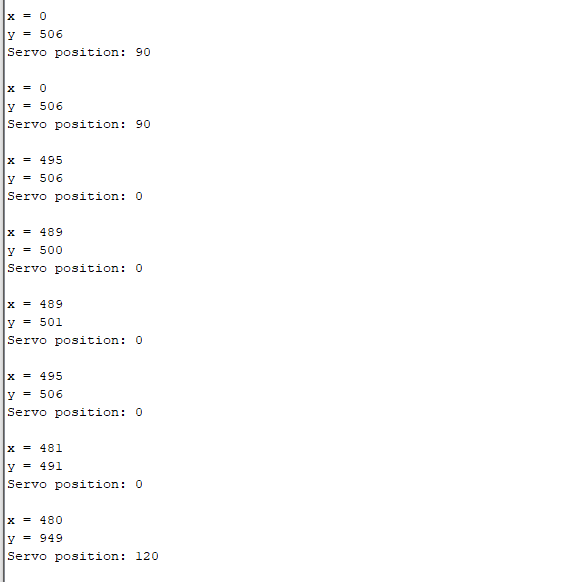 x = 0
y = 506
Servo position: 90
x = 0
y = 506
Servo position: 90
x = 495
y = 506
Servo position: 0
x = 489
y = 500
Servo position: 0
x = 489
y = 501
Servo position: 0
x = 495
y = 506
Servo position: 0
x = 481
y = 491
Servo position: 0
x = 480
y = 949
Servo position: 120